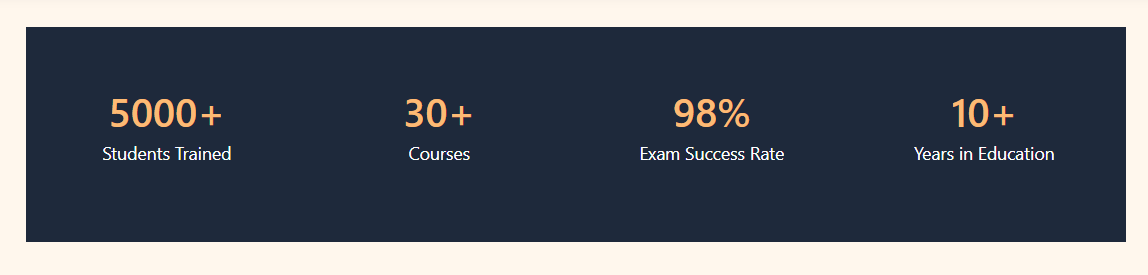 5000+ 30+ 98% 10+
Students Trained Courses Exam Success Rate Years in Education